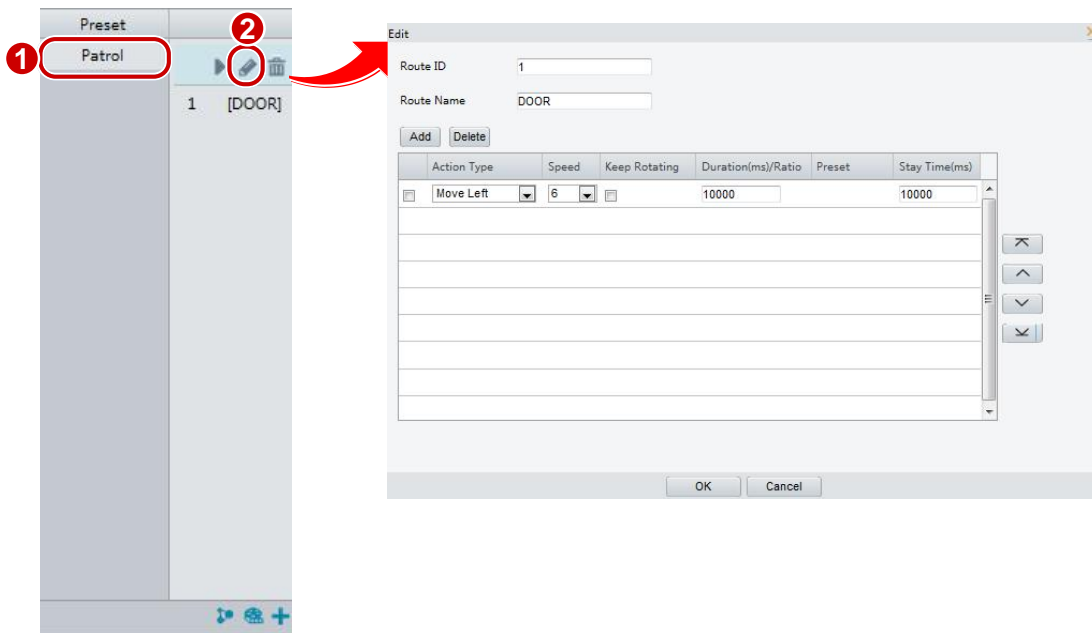 Preset
1
Patrol
2
1 [DOOR]
Edit
Route ID 1
Route Name DOOR
Add Delete
Action Type Speed Keep Rotating Duration(ms)/Ratio Preset Stay Time(ms)
Move Left 6 10000 10000
OK Cancel